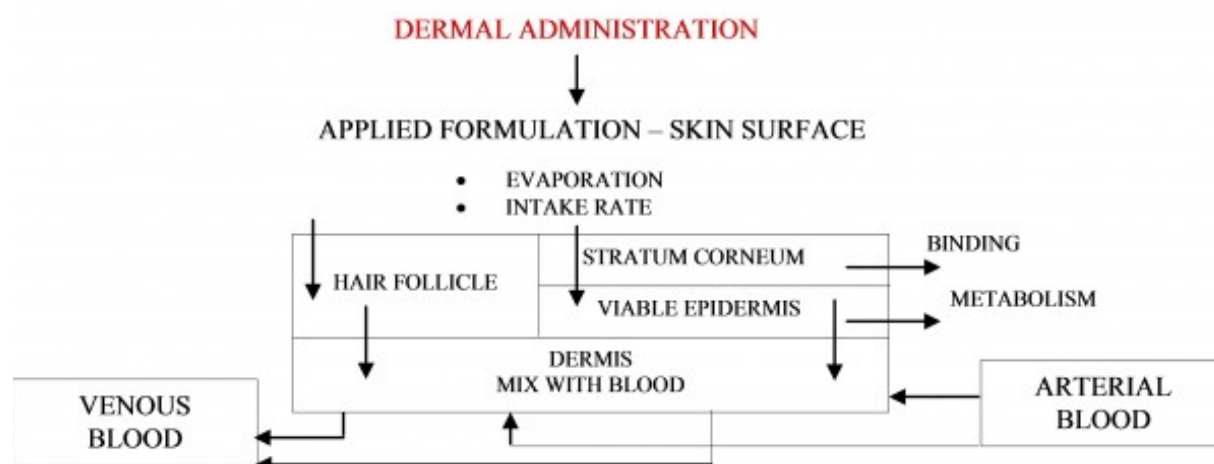 DERMAL ADMINISTRATION
APPLIED FORMULATION – SKIN SURFACE
• EVAPORATION
• INTAKE RATE
HAIR FOLLICLE
STRATUM CORNEUM
BINDING
VIABLE EPIDERMIS
METABOLISM
DERMIS
MIX WITH BLOOD
VENOUS
BLOOD
ARTERIAL
BLOOD